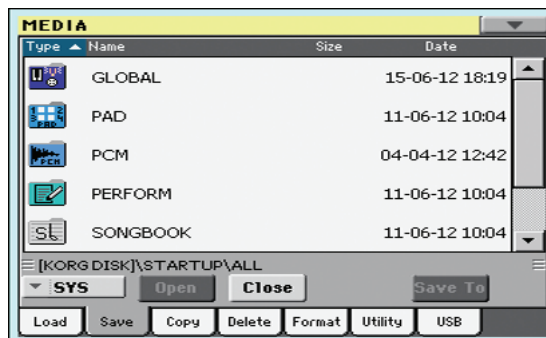 MEDIA
Type Name Size Date
GLOBAL 15-06-12 18:19
PAD 11-06-12 10:04
PCM 04-04-12 12:42
PERFORM 11-06-12 10:04
SONGBOOK 11-06-12 10:04
[KORG DISK]\STARTUP\ALL
SYS Open Close Save To
Load Save Copy Delete Format Utility USB